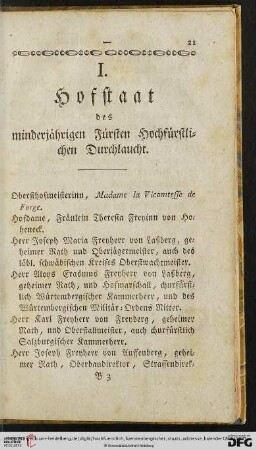 21
I.
Hofstaat
des
minderjährigen Fürsten Hochfürstli-
chen Durchlaucht.
Obersthofmeisterinn, Madame la Vicomtesse de
Forge.
Hofdame, Fräulein Theresia Freyinn von Ho-
heneck.
Herr Joseph Maria Freyherr von Laßberg, ge-
heimer Rath und Oberjägermeister, auch des
löbl. schwäbischen Kreises Oberstwachtmeister.
Herr Aloys Erasmus Freyherr von Laßberg,
geheimer Rath, und Hofmarschall, churfürst-
lich Würtembergischer Kammerherr, und des
Würtembergischen Militär-Ordens Ritter.
Herr Karl Freyherr von Freyberg, geheimer
Rath, und Oberstallmeister, auch churfürstlich
Salzburgischer Kammerherr.
Herr Joseph Freyherr von Auffenberg, gehei-
mer Rath, Oberbaudirektor, Straßendirek-
B 3
DFG